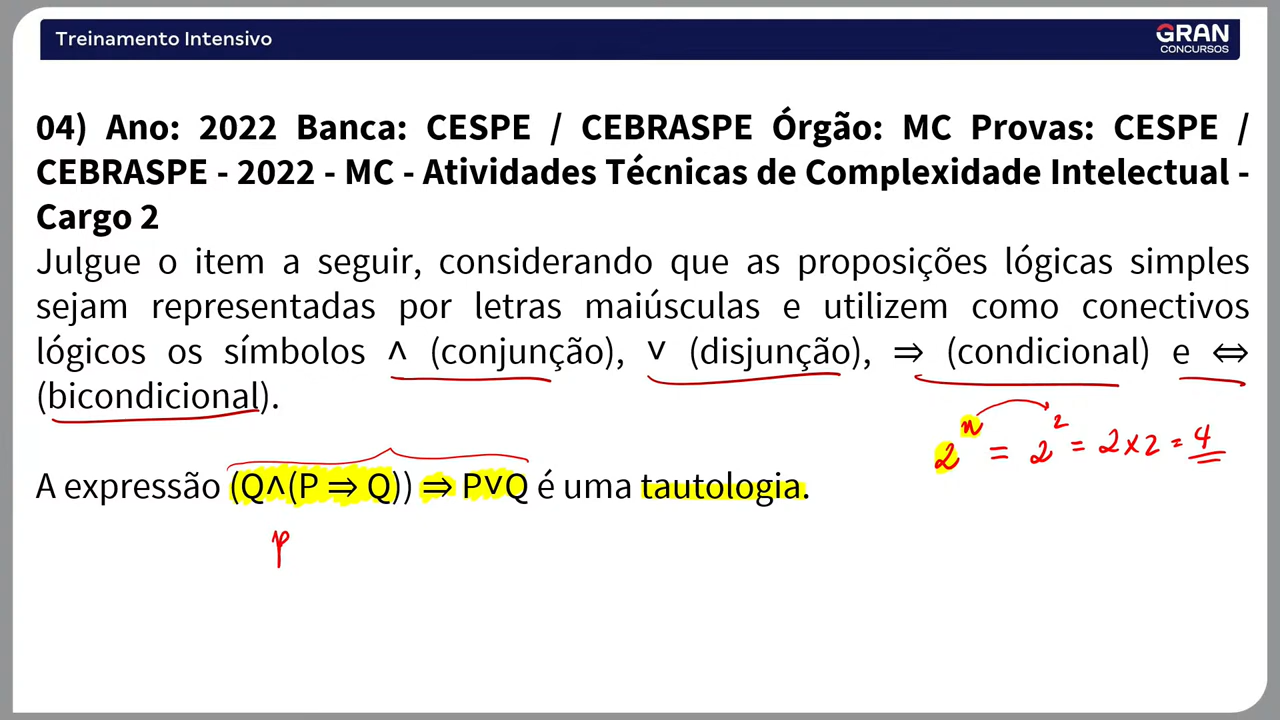 Treinamento Intensivo
GRAN
CONCURSOS
04) Ano: 2022 Banca: CESPE / CEBRASPE Órgão: MC Provas: CESPE /
CEBRASPE - 2022 - MC - Atividades Técnicas de Complexidade Intelectual -
Cargo 2
Julgue o item a seguir, considerando que as proposições lógicas simples
sejam representadas por letras maiúsculas e utilizem como conectivos
lógicos os símbolos ∧ (conjunção), ∨ (disjunção), ⇒ (condicional) e ⇔
(bicondicional).
2ⁿ = 2² = 2x2 = 4
A expressão (Q∧(P ⇒ Q)) ⇒ P∨Q é uma tautologia.
p